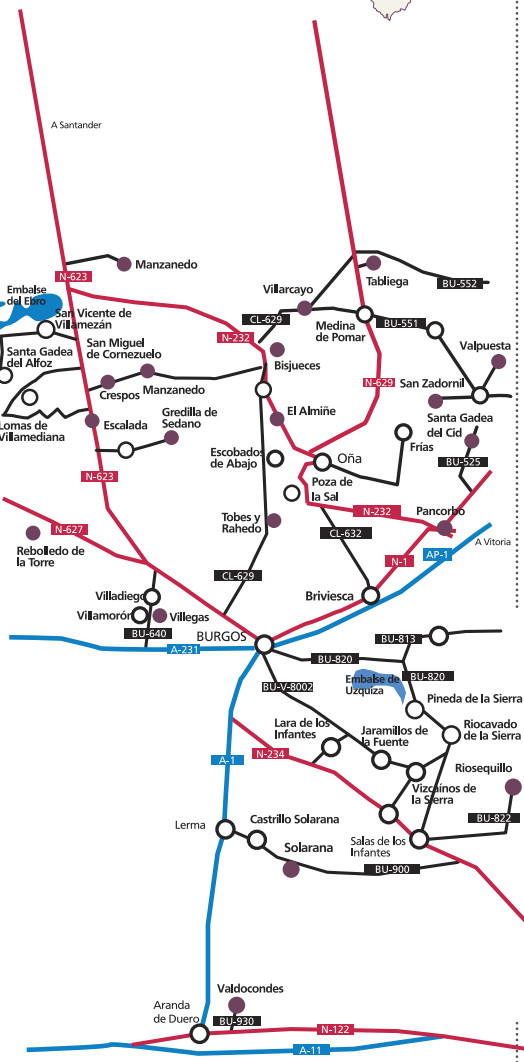 A Santander
Manzanedo
N-623
Tabliega
BU-552
Embalse
del Ebro
Villarcayo
San Vicente de
Villamezán
CL-629
Medina
de Pomar
BU-551
N-232
San Miguel
de Cornezuelo
Santa Gadea
del Alfoz
Valpuesta
Bisjueces
Crespos
Manzanedo
N-629
San Zadornil
Lomas de
Villamediana
Escalada
Gredilla de
Sedano
El Almiñe
Santa Gadea
del Cid
Frías
Escobados
de Abajo
Oña
BU-525
N-623
Poza de
la Sal
N-232
Pancorbo
N-627
Tobes y
Rahedo
CL-632
A Vitoria
Rebolledo de
la Torre
N-1
AP-1
CL-629
Villadiego
Briviesca
Villamorón
Villegas
BU-640
BURGOS
BU-813
A-231
BU-820
BU-820
Embalse de
Uzquiza
BU-V-8002
Pineda de la Sierra
Lara de los
Infantes
Jaramillos de
la Fuente
Riocavado
de la Sierra
N-234
A-1
Riosequillo
Vizcaínos de
la Sierra
BU-822
Lerma
Castrillo Solarana
Salas de los
Infantes
Solarana
BU-900
Valdocondes
Aranda
de Duero
BU-930
N-122
A-11